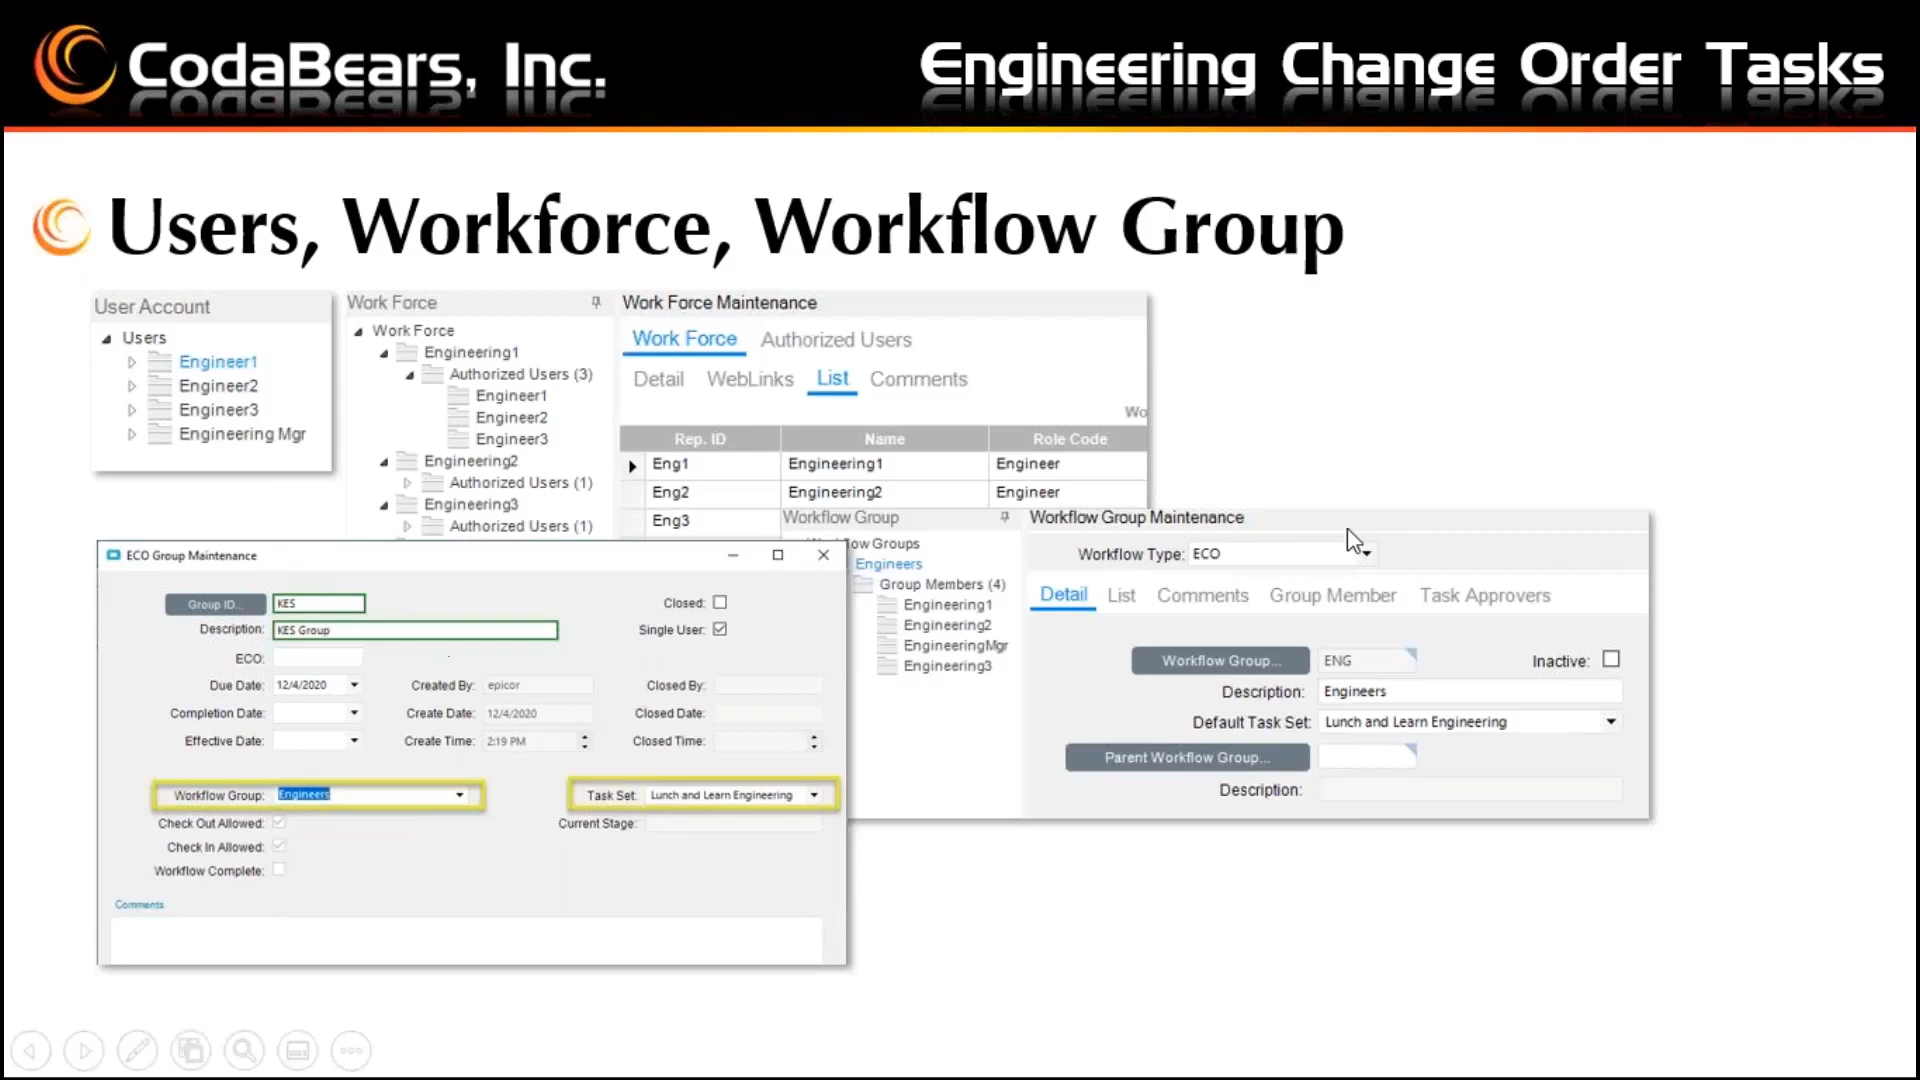 CodaBears, Inc.
Engineering Change Order Tasks
Users, Workforce, Workflow Group
User Account
Users
Engineer1
Engineer2
Engineer3
Engineering Mgr
Work Force
Work Force
Engineering1
Authorized Users (3)
Engineer1
Engineer2
Engineer3
Engineering2
Authorized Users (1)
Engineering3
Authorized Users (1)
Work Force Maintenance
Work Force Authorized Users
Detail WebLinks List Comments
Wo
Rep. ID Name Role Code
Eng1 Engineering1 Engineer
Eng2 Engineering2 Engineer
Eng3
Workflow Group
ow Groups
Engineers
Group Members (4)
Engineering1
Engineering2
EngineeringMgr
Engineering3
Workflow Group Maintenance
Workflow Type: ECO
Detail List Comments Group Member Task Approvers
Workflow Group... ENG Inactive:
Description: Engineers
Default Task Set: Lunch and Learn Engineering
Parent Workflow Group...
Description:
ECO Group Maintenance
Group ID... KES Closed:
Description: KES Group Single User:
ECO:
Due Date: 12/4/2020 Created By: epicor Closed By:
Completion Date: Create Date: 12/4/2020 Closed Date:
Effective Date: Create Time: 2:19 PM Closed Time:
Workflow Group: Engineers Task Set: Lunch and Learn Engineering
Check Out Allowed: Current Stage:
Check In Allowed:
Workflow Complete:
Comments